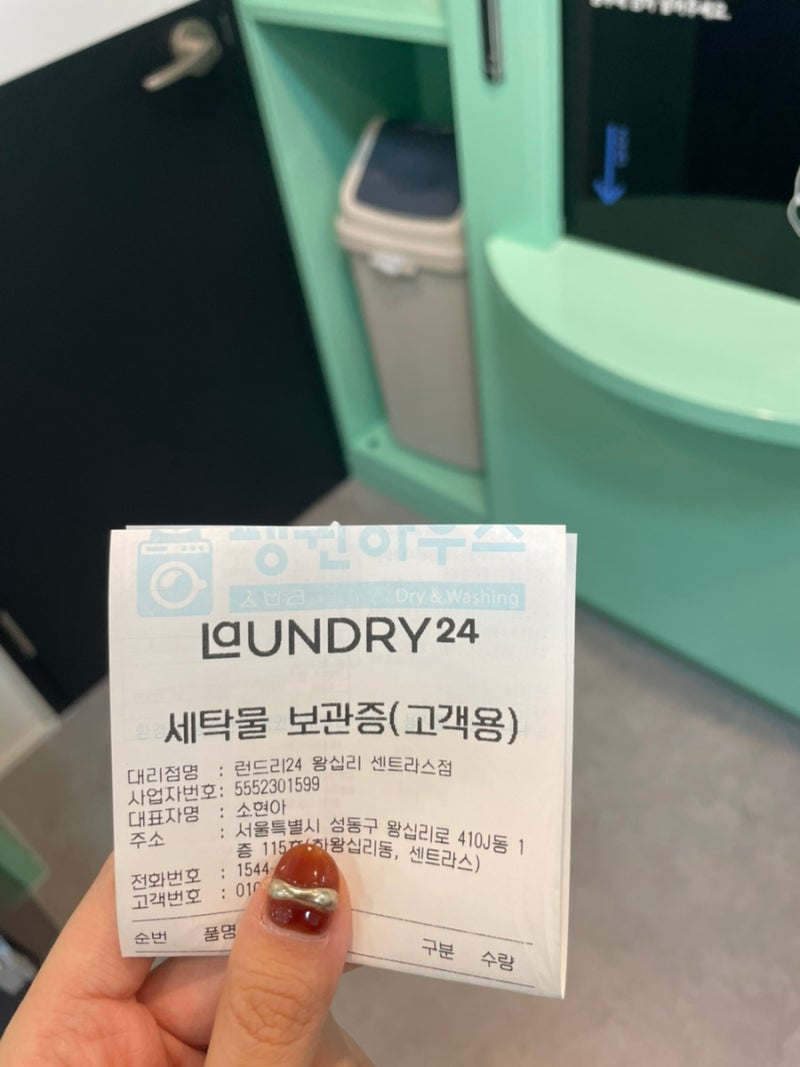 Dry & Washing
LaUNDRY24
세탁물 보관증(고객용)
대리점명 : 런드리24 왕십리 센트라스점
사업자번호: 5552301599
대표자명 : 소현아
주소 : 서울특별시 성동구 왕십리로 410J동 1
층 센트라스)
전화번호 : 1544-
고객번호 : 010
순번 품명 구분 수량